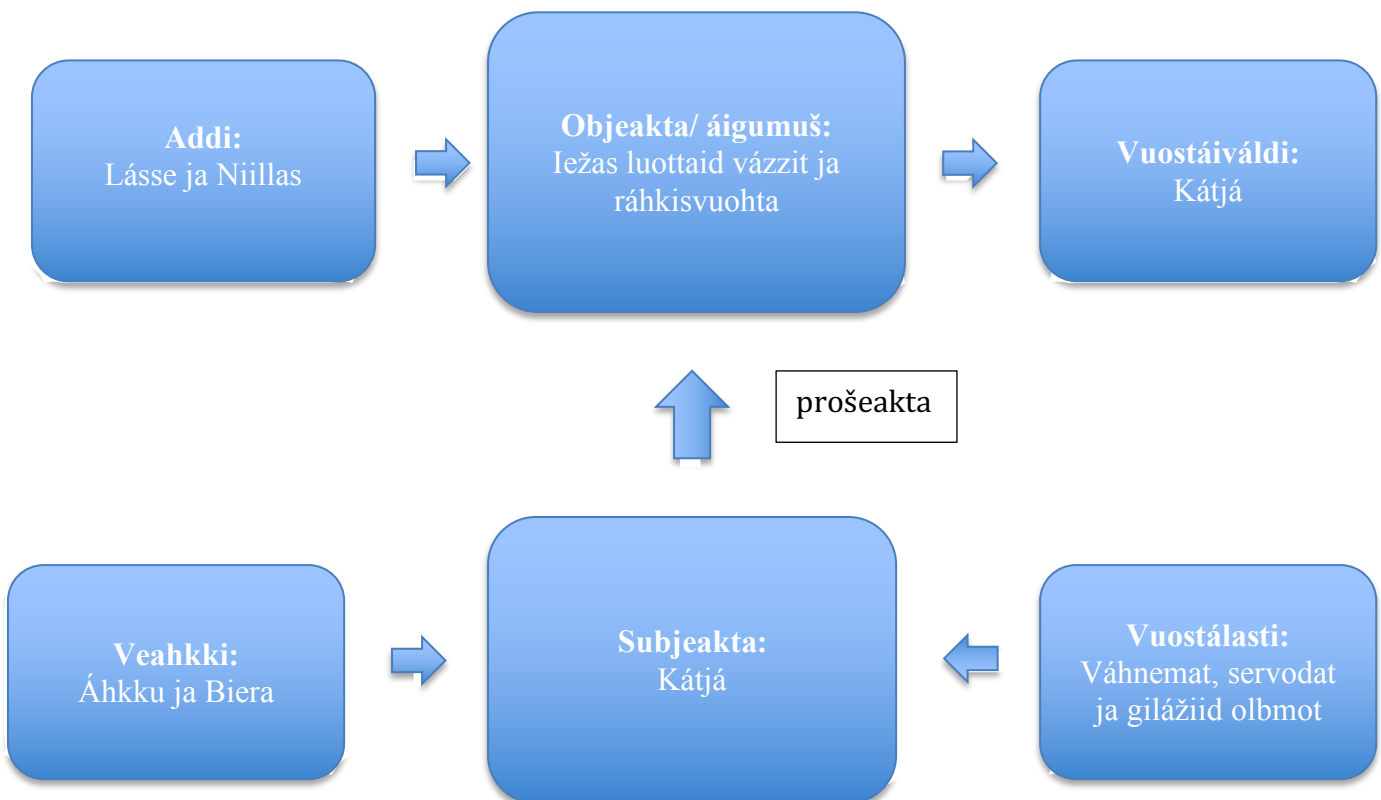 Addi:
Lásse ja Niillas
Objeakta/ áigumuš:
Iežas luottaid vázzit ja
ráhkisvuohta
Vuostáiváldi:
Kátjá
prošeakta
Veahkki:
Áhkku ja Biera
Subjeakta:
Kátjá
Vuostálasti:
Váhnemat, servodat
ja gilážiid olbmot